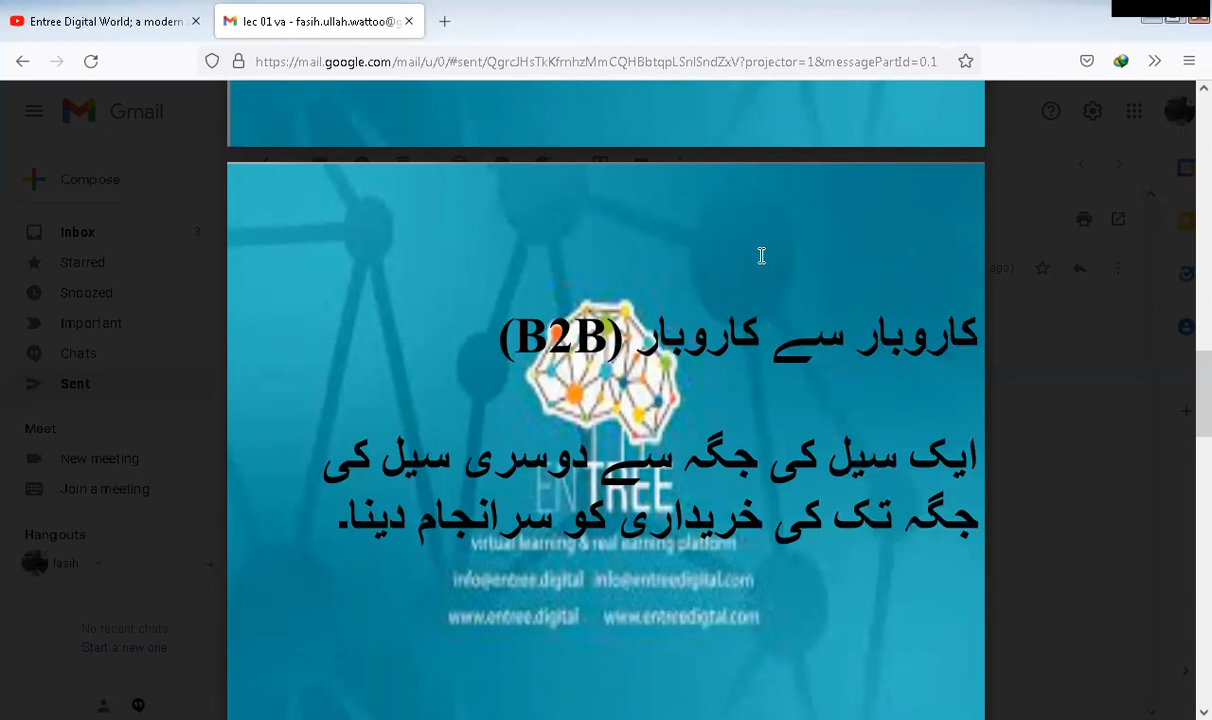 Entree Digital World; a modern
lec 01 va - fasih.ullah.wattoo@g
https://mail.google.com/mail/u/0/#sent/QgrcJHsTkKfrnhzMmCQHBbtqpLSnlSndZxV?projector=1&messagePartId=0.1
Gmail
Compose
Inbox 3
Starred
Snoozed
Important
Chats
Sent
Meet
New meeting
Join a meeting
Hangouts
fasih
No recent chats
Start a new one
ago)
کاروبار سے کاروبار (B2B)
ایک سیل کی جگہ سے دوسری سیل کی
جگہ تک کی خریداری کو سرانجام دینا۔
ENTREE
virtual learning & real earning platform
info@entree.digital info@entreedigital.com
www.entree.digital www.entreedigtal.com